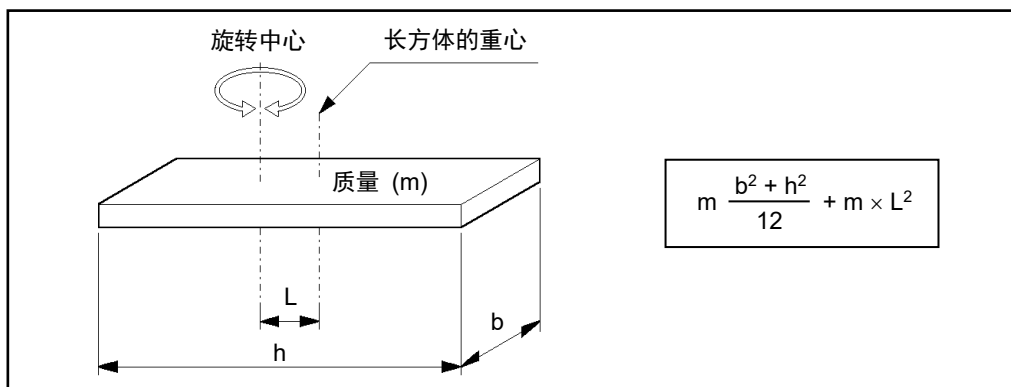 旋转中心
长方体的重心
质量 (m)
m (b² + h²)/12 + m × L²
L
b
h